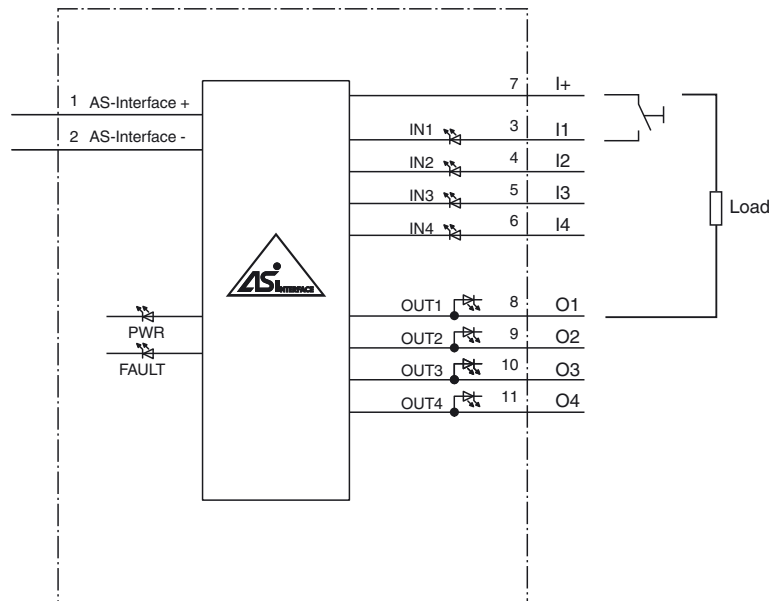 7 I+
1 AS-Interface +
IN1 3 I1
2 AS-Interface -
IN2 4 I2
IN3 5 I3
Load
IN4 6 I4
ASi INTERFACE
OUT1 8 O1
PWR
OUT2 9 O2
FAULT
OUT3 10 O3
OUT4 11 O4